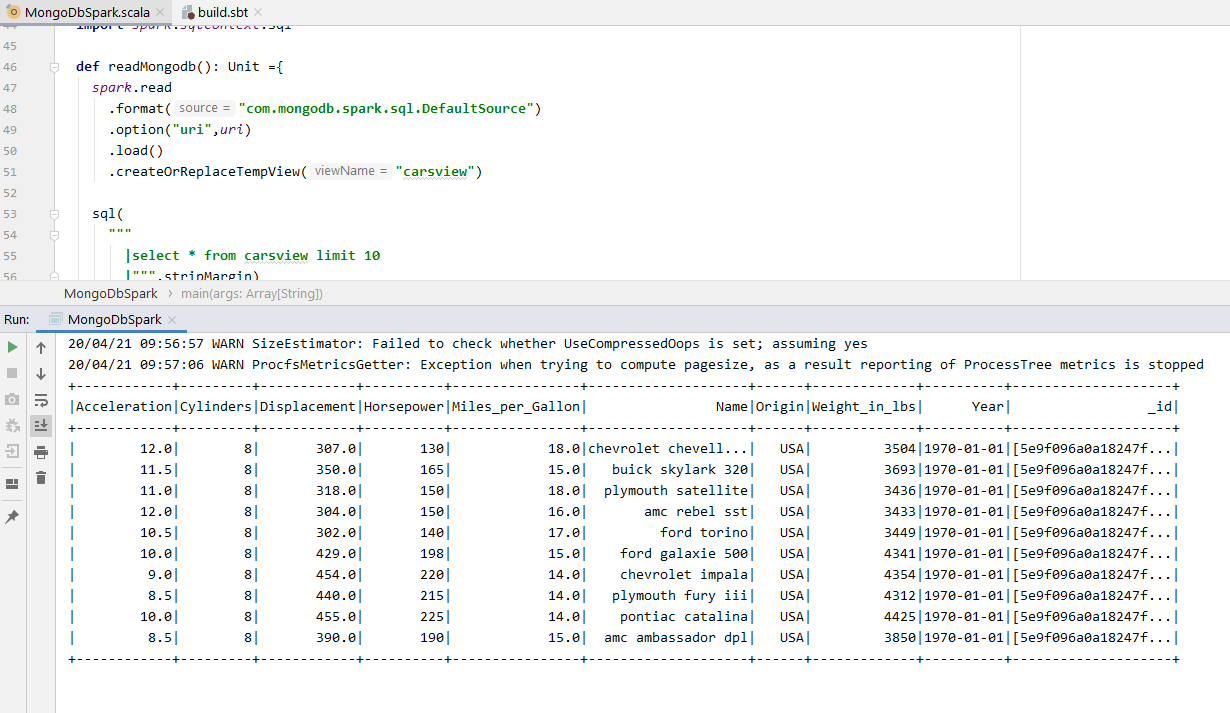 MongoDbSpark.scala build.sbt
44 import spark.sqlContext.sql
45
46 def readMongodb(): Unit ={
47 spark.read
48 .format( source = "com.mongodb.spark.sql.DefaultSource")
49 .option("uri",uri)
50 .load()
51 .createOrReplaceTempView( viewName = "carsview")
52
53 sql(
54 """
55 |select * from carsview limit 10
56 |""".stripMargin)
MongoDbSpark › main(args: Array[String])
Run: MongoDbSpark
20/04/21 09:56:57 WARN SizeEstimator: Failed to check whether UseCompressedOops is set; assuming yes
20/04/21 09:57:06 WARN ProcfsMetricsGetter: Exception when trying to compute pagesize, as a result reporting of ProcessTree metrics is stopped
+------------+---------+------------+----------+----------------+--------------------+------+-------------+----------+--------------------+
|Acceleration|Cylinders|Displacement|Horsepower|Miles_per_Gallon|                Name|Origin|Weight_in_lbs|      Year|                 _id|
+------------+---------+------------+----------+----------------+--------------------+------+-------------+----------+--------------------+
|        12.0|        8|       307.0|       130|            18.0|chevrolet chevell...|   USA|         3504|1970-01-01|[5e9f096a0a18247f...|
|        11.5|        8|       350.0|       165|            15.0|   buick skylark 320|   USA|         3693|1970-01-01|[5e9f096a0a18247f...|
|        11.0|        8|       318.0|       150|            18.0|  plymouth satellite|   USA|         3436|1970-01-01|[5e9f096a0a18247f...|
|        12.0|        8|       304.0|       150|            16.0|       amc rebel sst|   USA|         3433|1970-01-01|[5e9f096a0a18247f...|
|        10.5|        8|       302.0|       140|            17.0|         ford torino|   USA|         3449|1970-01-01|[5e9f096a0a18247f...|
|        10.0|        8|       429.0|       198|            15.0|    ford galaxie 500|   USA|         4341|1970-01-01|[5e9f096a0a18247f...|
|         9.0|        8|       454.0|       220|            14.0|    chevrolet impala|   USA|         4354|1970-01-01|[5e9f096a0a18247f...|
|         8.5|        8|       440.0|       215|            14.0|   plymouth fury iii|   USA|         4312|1970-01-01|[5e9f096a0a18247f...|
|        10.0|        8|       455.0|       225|            14.0|    pontiac catalina|   USA|         4425|1970-01-01|[5e9f096a0a18247f...|
|         8.5|        8|       390.0|       190|            15.0|  amc ambassador dpl|   USA|         3850|1970-01-01|[5e9f096a0a18247f...|
+------------+---------+------------+----------+----------------+--------------------+------+-------------+----------+--------------------+